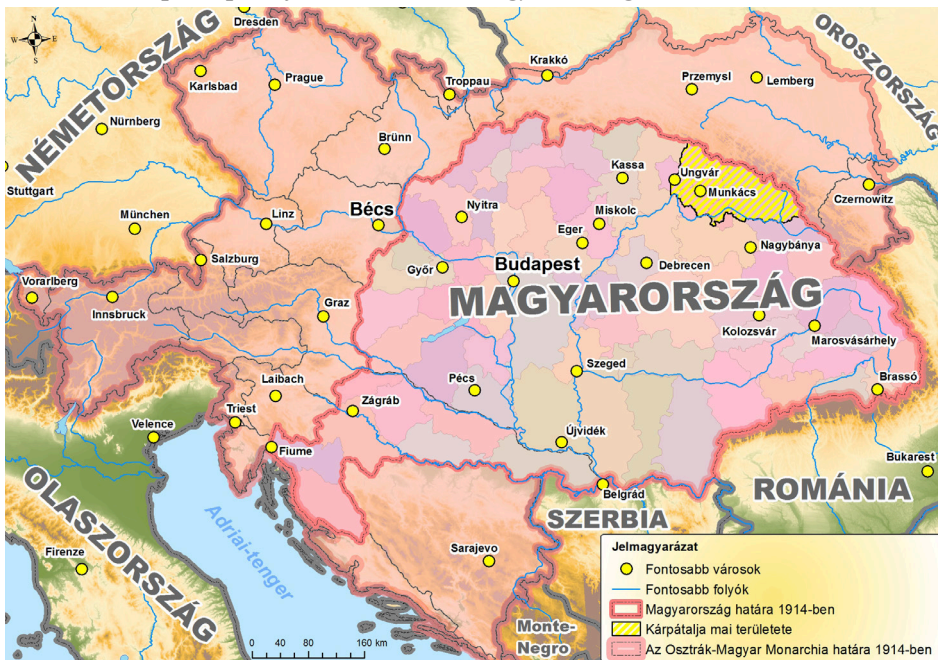 N
W E
S
Dresden
NÉMETORSZÁG
OROSZORSZÁG
Karlsbad
Prague
Troppau
Krakkó
Przemysl
Lemberg
Nürnberg
Brünn
Stuttgart
Kassa
Ungvár
Munkács
Czernowitz
München
Linz
Bécs
Nyitra
Miskolc
Eger
Nagybánya
Salzburg
Győr
Budapest
Debrecen
Vorarlberg
Innsbruck
Graz
MAGYARORSZÁG
Kolozsvár
Marosvásárhely
Laibach
Pécs
Szeged
Brassó
Velence
Triest
Zágráb
Fiume
Újvidék
Bukarest
OLASZORSZÁG
Adriai-tenger
Belgrád
SZERBIA
ROMÁNIA
Firenze
Sarajevo
Monte-
Negro
0 40 80 160 km
Jelmagyarázat
Fontosabb városok
Fontosabb folyók
Magyarország határa 1914-ben
Kárpátalja mai területete
Az Osztrák-Magyar Monarchia határa 1914-ben